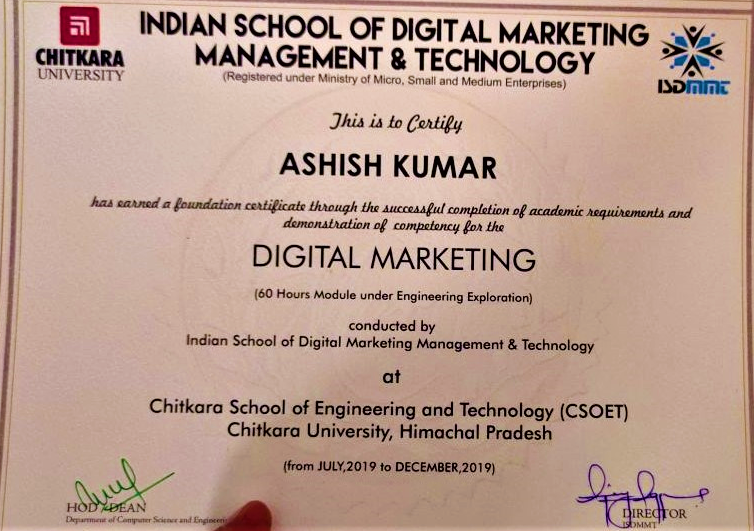 CHITKARA
UNIVERSITY
INDIAN SCHOOL OF DIGITAL MARKETING
MANAGEMENT & TECHNOLOGY
(Registered under Ministry of Micro, Small and Medium Enterprises)
ISDMMT
This is to Certify
ASHISH KUMAR
has earned a foundation certificate through the successful completion of academic requirements and
demonstration of competency for the
DIGITAL MARKETING
(60 Hours Module under Engineering Exploration)
conducted by
Indian School of Digital Marketing Management & Technology
at
Chitkara School of Engineering and Technology (CSOET)
Chitkara University, Himachal Pradesh
(from JULY,2019 to DECEMBER,2019)
HOD/DEAN
Department of Computer Science and
DIRECTOR
ISDMMT